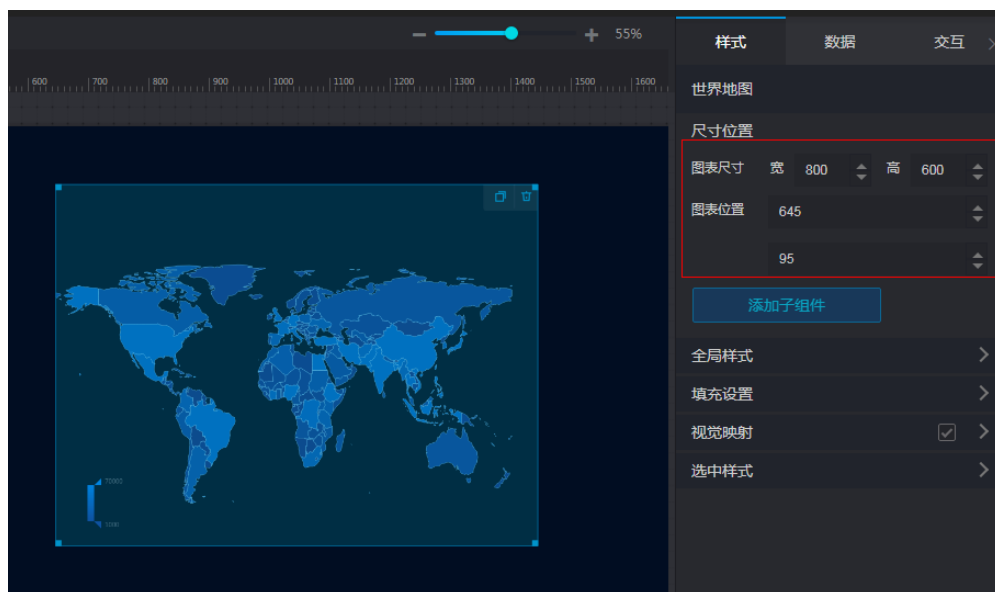 55%
样式 数据 交互
600 700 800 900 1000 1100 1200 1300 1400 1500 1600
世界地图
尺寸位置
图表尺寸 宽 800 高 600
图表位置 645
95
添加子组件
全局样式
填充设置
视觉映射
选中样式
70000
1000